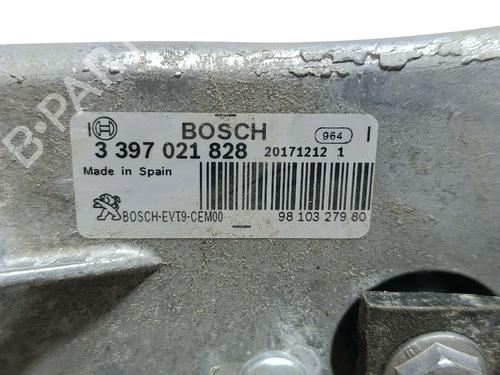 BOSCH
964
3 397 021 828 20171212 1
Made in Spain
BOSCH-EVT9-CEM00
98 103 279 80
B-PARTS